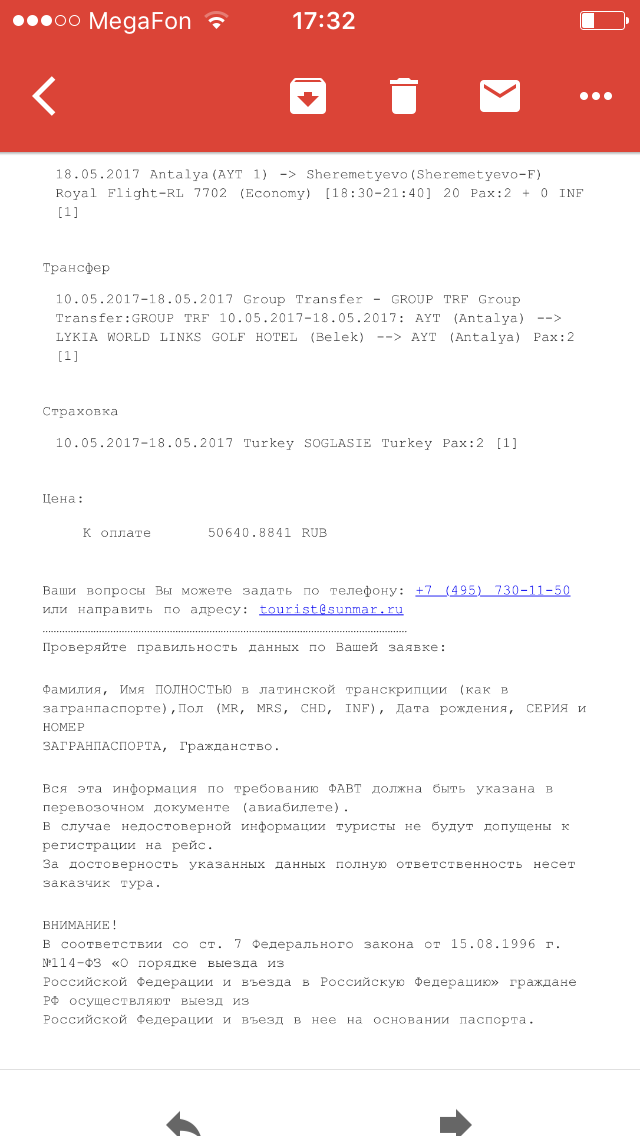 MegaFon 17:32
18.05.2017 Antalya(AYT 1) -> Sheremetyevo(Sheremetyevo-F)
Royal Flight-RL 7702 (Economy) [18:30-21:40] 20 Pax:2 + 0 INF
[1]
Трансфер
10.05.2017-18.05.2017 Group Transfer - GROUP TRF Group
Transfer:GROUP TRF 10.05.2017-18.05.2017: AYT (Antalya) -->
LYKIA WORLD LINKS GOLF HOTEL (Belek) --> AYT (Antalya) Pax:2
[1]
Страховка
10.05.2017-18.05.2017 Turkey SOGLASIE Turkey Pax:2 [1]
Цена:
К оплате 50640.8841 RUB
Ваши вопросы Вы можете задать по телефону: +7 (495) 730-11-50
или направить по адресу: tourist@sunmar.ru
Проверяйте правильность данных по Вашей заявке:
Фамилия, Имя ПОЛНОСТЬЮ в латинской транскрипции (как в
загранпаспорте),Пол (MR, MRS, CHD, INF), Дата рождения, СЕРИЯ и
НОМЕР
ЗАГРАНПАСПОРТА, Гражданство.
Вся эта информация по требованию ФАВТ должна быть указана в
перевозочном документе (авиабилете).
В случае недостоверной информации туристы не будут допущены к
регистрации на рейс.
За достоверность указанных данных полную ответственность несет
заказчик тура.
ВНИМАНИЕ!
В соответствии со ст. 7 Федерального закона от 15.08.1996 г.
№114-ФЗ «О порядке выезда из
Российской Федерации и въезда в Российскую Федерацию» граждане
РФ осуществляют выезд из
Российской Федерации и въезд в нее на основании паспорта.